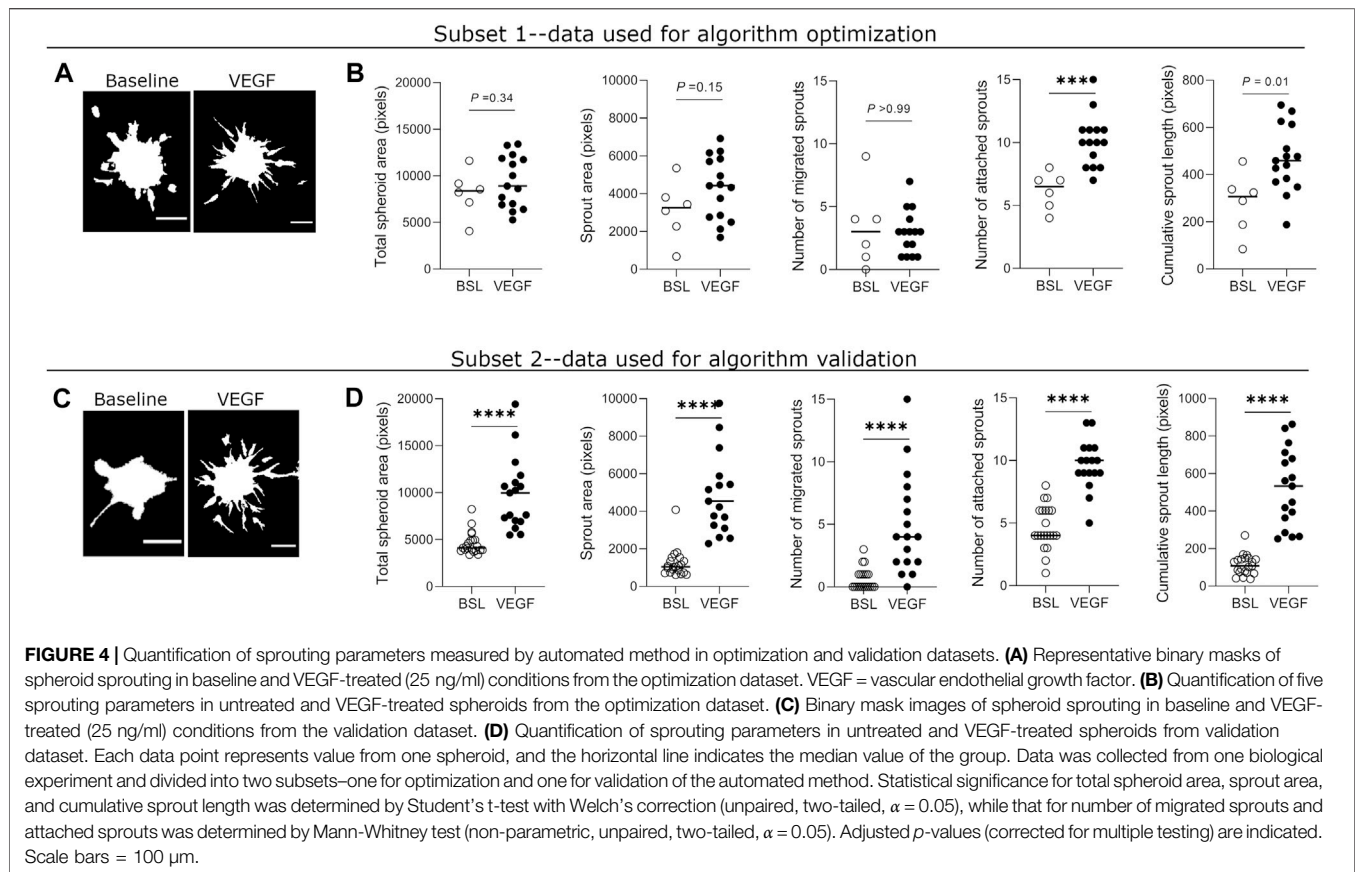 Subset 1--data used for algorithm optimization
A
Baseline
VEGF
B
Total spheroid area (pixels)
20000
15000
10000
5000
0
P =0.34
BSL
VEGF
Sprout area (pixels)
10000
8000
6000
4000
2000
0
P =0.15
BSL
VEGF
Number of migrated sprouts
15
10
5
0
P >0.99
BSL
VEGF
Number of attached sprouts
15
10
5
0
***
BSL
VEGF
Cumulative sprout length (pixels)
800
600
400
200
0
P = 0.01
BSL
VEGF
Subset 2--data used for algorithm validation
C
Baseline
VEGF
D
Total spheroid area (pixels)
20000
15000
10000
5000
0
****
BSL
VEGF
Sprout area (pixels)
10000
8000
6000
4000
2000
0
****
BSL
VEGF
Number of migrated sprouts
15
10
5
0
****
BSL
VEGF
Number of attached sprouts
15
10
5
0
****
BSL
VEGF
Cumulative sprout length (pixels)
1000
800
600
400
200
0
****
BSL
VEGF
FIGURE 4 | Quantification of sprouting parameters measured by automated method in optimization and validation datasets. (A) Representative binary masks of
spheroid sprouting in baseline and VEGF-treated (25 ng/ml) conditions from the optimization dataset. VEGF = vascular endothelial growth factor. (B) Quantification of five
sprouting parameters in untreated and VEGF-treated spheroids from the optimization dataset. (C) Binary mask images of spheroid sprouting in baseline and VEGF-
treated (25 ng/ml) conditions from the validation dataset. (D) Quantification of sprouting parameters in untreated and VEGF-treated spheroids from validation
dataset. Each data point represents value from one spheroid, and the horizontal line indicates the median value of the group. Data was collected from one biological
experiment and divided into two subsets–one for optimization and one for validation of the automated method. Statistical significance for total spheroid area, sprout area,
and cumulative sprout length was determined by Student's t-test with Welch's correction (unpaired, two-tailed, α = 0.05), while that for number of migrated sprouts and
attached sprouts was determined by Mann-Whitney test (non-parametric, unpaired, two-tailed, α = 0.05). Adjusted p-values (corrected for multiple testing) are indicated.
Scale bars = 100 μm.